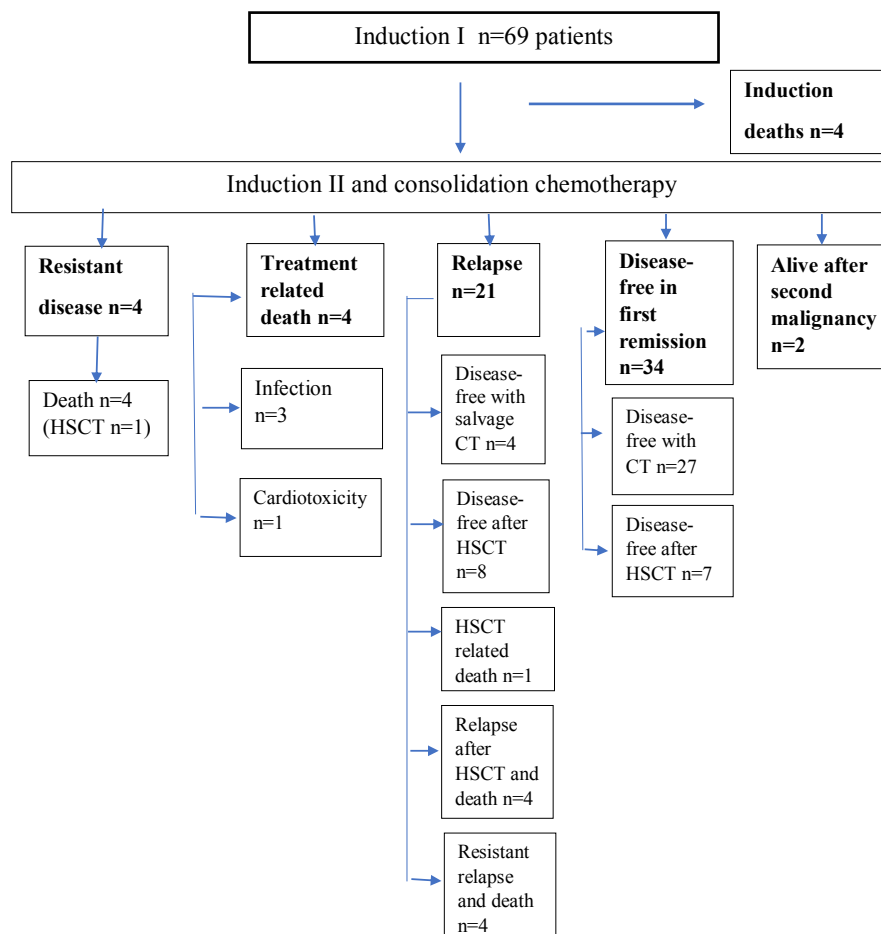 Induction I n=69 patients
Induction
deaths n=4
Induction II and consolidation chemotherapy
Resistant
disease n=4
Death n=4
(HSCT n=1)
Treatment
related
death n=4
Infection
n=3
Cardiotoxicity
n=1
Relapse
n=21
Disease-
free with
salvage
CT n=4
Disease-
free after
HSCT
n=8
HSCT
related
death n=1
Relapse
after
HSCT and
death n=4
Resistant
relapse
and death
n=4
Disease-
free in
first
remission
n=34
Disease-
free with
CT n=27
Disease-
free after
HSCT n=7
Alive after
second
malignancy
n=2